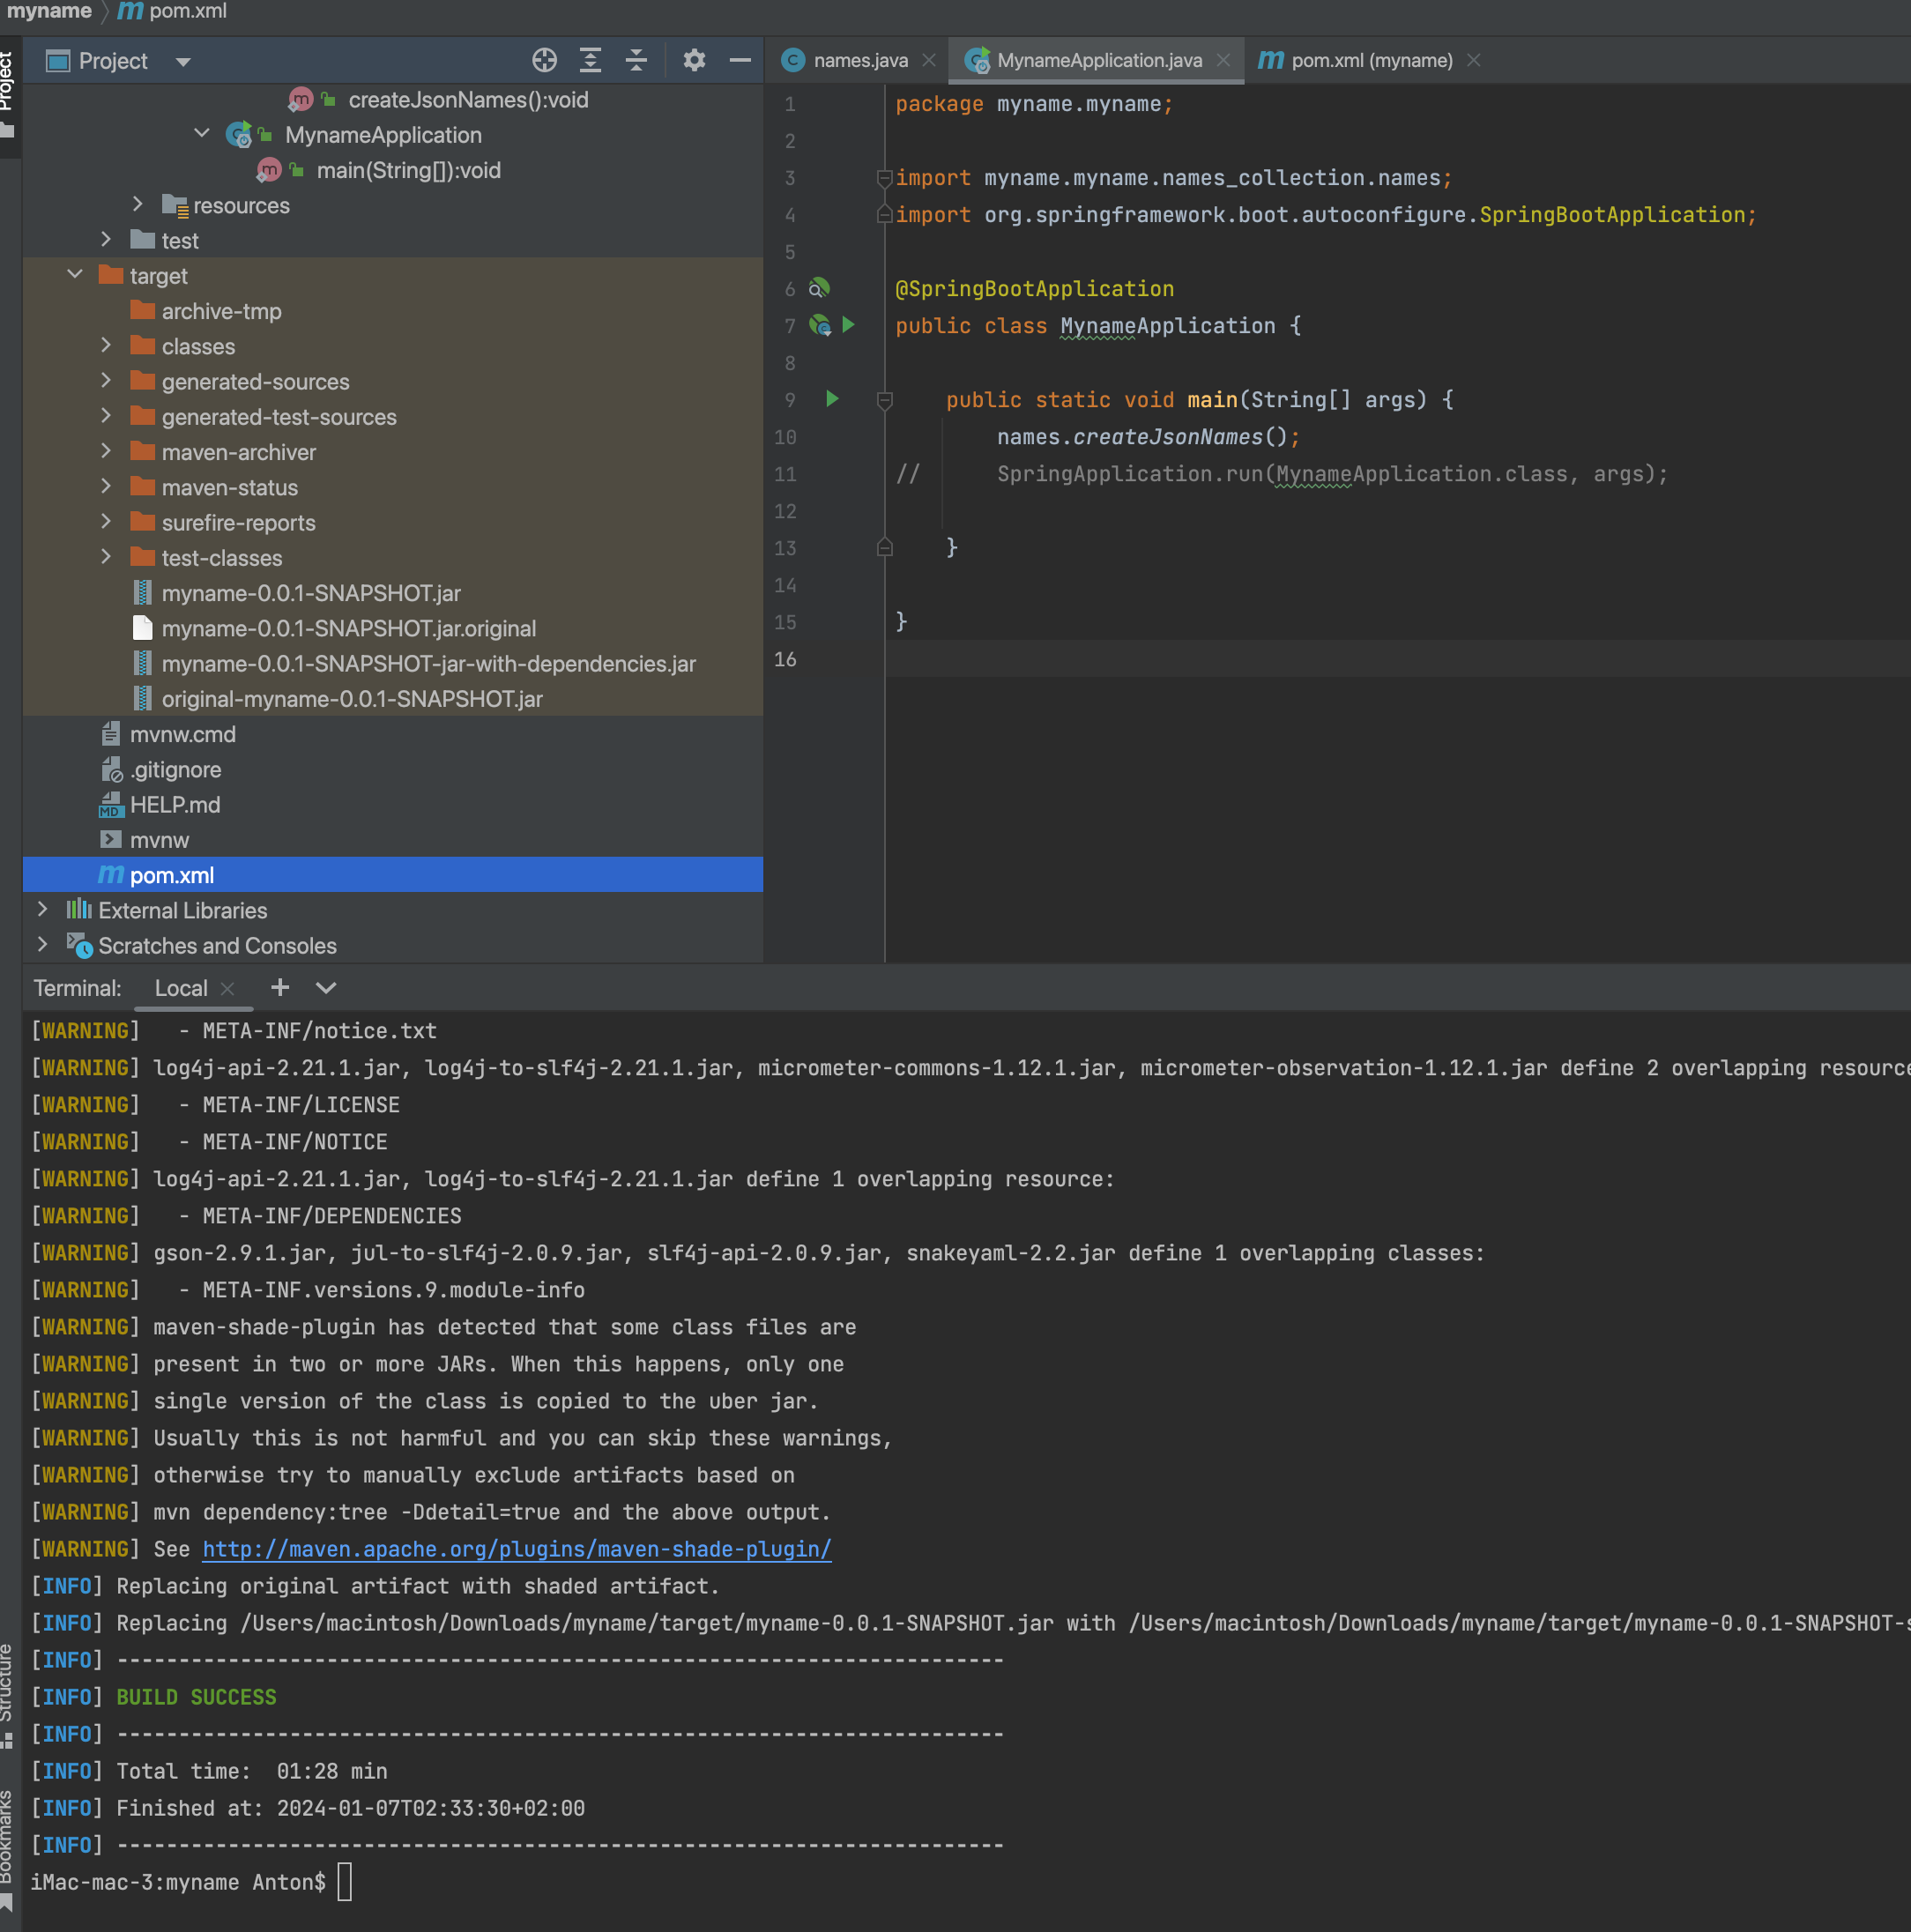 myname
pom.xml
Project
Project
createJsonNames():void
MynameApplication
main(String[]):void
resources
test
target
archive-tmp
classes
generated-sources
generated-test-sources
maven-archiver
maven-status
surefire-reports
test-classes
myname-0.0.1-SNAPSHOT.jar
myname-0.0.1-SNAPSHOT.jar.original
myname-0.0.1-SNAPSHOT-jar-with-dependencies.jar
original-myname-0.0.1-SNAPSHOT.jar
mvnw.cmd
.gitignore
HELP.md
mvnw
pom.xml
External Libraries
Scratches and Consoles
names.java
MynameApplication.java
pom.xml (myname)
1 package myname.myname;
2
3 import myname.myname.names_collection.names;
4 import org.springframework.boot.autoconfigure.SpringBootApplication;
5
6 @SpringBootApplication
7 public class MynameApplication {
8
9 public static void main(String[] args) {
10 names.createJsonNames();
11 // SpringApplication.run(MynameApplication.class, args);
12
13 }
14
15 }
16
Terminal: Local
[WARNING]   - META-INF/notice.txt
[WARNING] log4j-api-2.21.1.jar, log4j-to-slf4j-2.21.1.jar, micrometer-commons-1.12.1.jar, micrometer-observation-1.12.1.jar define 2 overlapping resource
[WARNING]   - META-INF/LICENSE
[WARNING]   - META-INF/NOTICE
[WARNING] log4j-api-2.21.1.jar, log4j-to-slf4j-2.21.1.jar define 1 overlapping resource:
[WARNING]   - META-INF/DEPENDENCIES
[WARNING] gson-2.9.1.jar, jul-to-slf4j-2.0.9.jar, slf4j-api-2.0.9.jar, snakeyaml-2.2.jar define 1 overlapping classes:
[WARNING]   - META-INF.versions.9.module-info
[WARNING] maven-shade-plugin has detected that some class files are
[WARNING] present in two or more JARs. When this happens, only one
[WARNING] single version of the class is copied to the uber jar.
[WARNING] Usually this is not harmful and you can skip these warnings,
[WARNING] otherwise try to manually exclude artifacts based on
[WARNING] mvn dependency:tree -Ddetail=true and the above output.
[WARNING] See http://maven.apache.org/plugins/maven-shade-plugin/
[INFO] Replacing original artifact with shaded artifact.
[INFO] Replacing /Users/macintosh/Downloads/myname/target/myname-0.0.1-SNAPSHOT.jar with /Users/macintosh/Downloads/myname/target/myname-0.0.1-SNAPSHOT-s
[INFO] ------------------------------------------------------------------------
[INFO] BUILD SUCCESS
[INFO] ------------------------------------------------------------------------
[INFO] Total time:  01:28 min
[INFO] Finished at: 2024-01-07T02:33:30+02:00
[INFO] ------------------------------------------------------------------------
iMac-mac-3:myname Anton$
Structure
Bookmarks